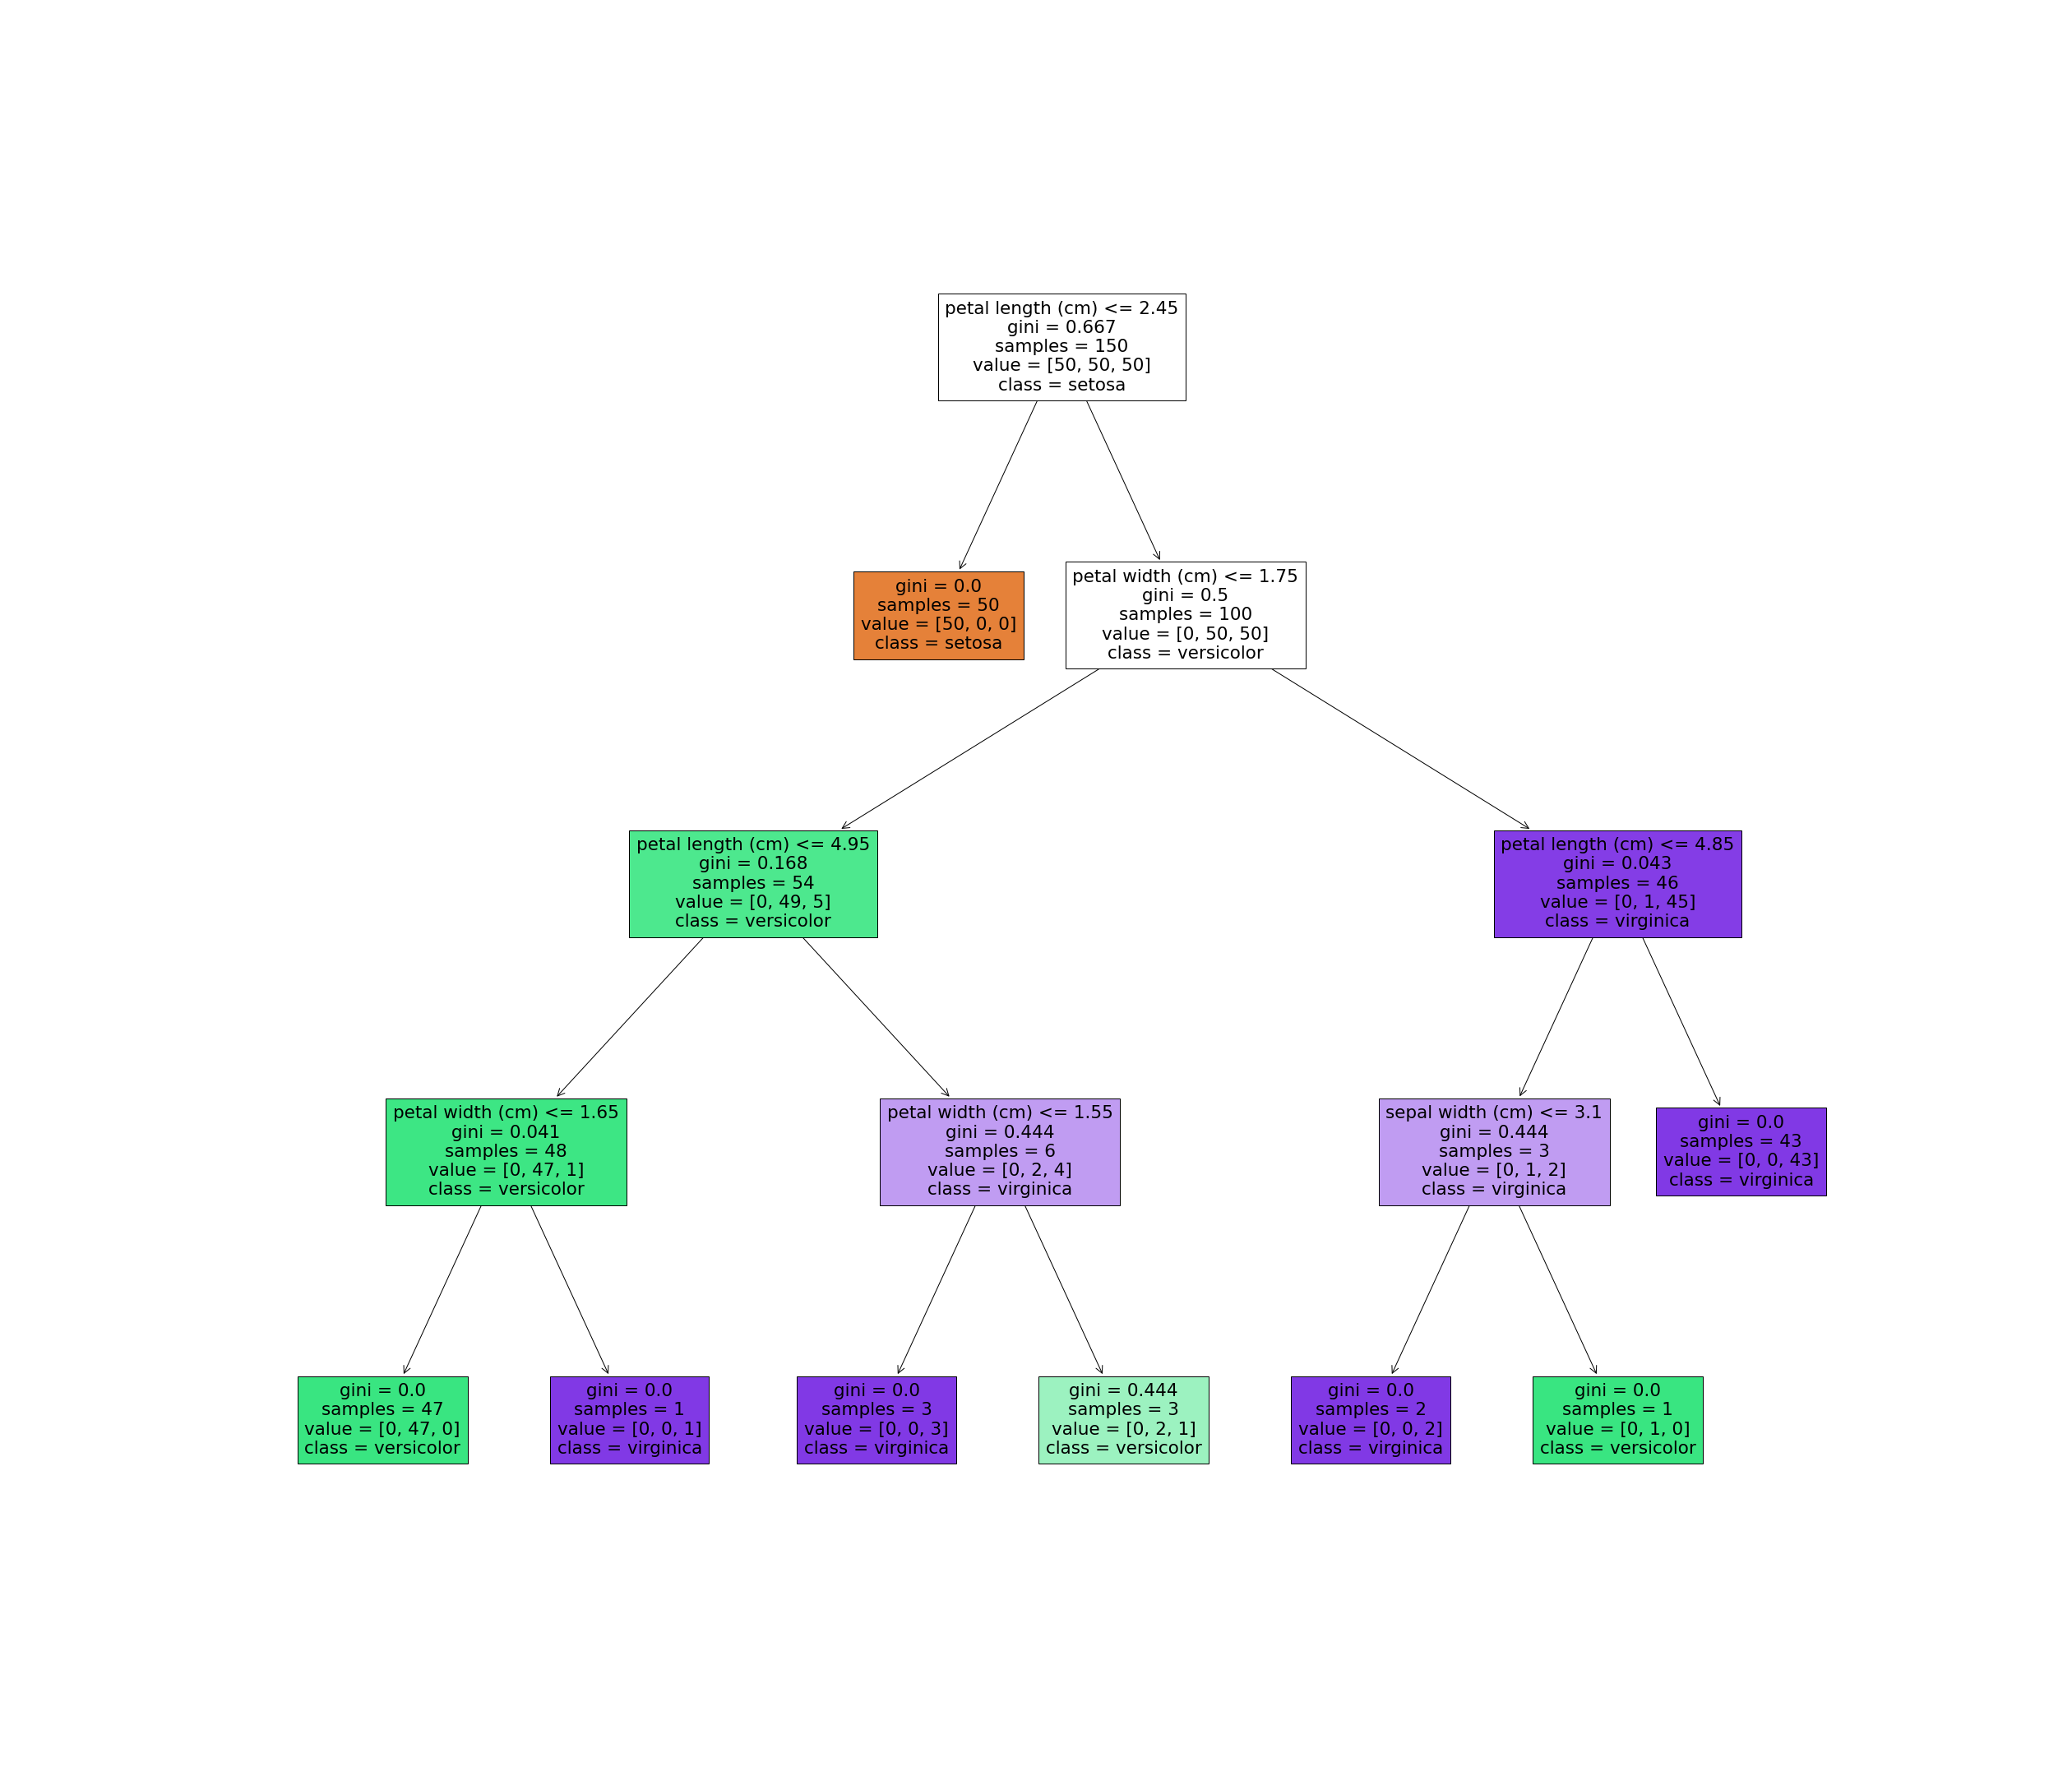 petal length (cm) <= 2.45
gini = 0.667
samples = 150
value = [50, 50, 50]
class = setosa
gini = 0.0
samples = 50
value = [50, 0, 0]
class = setosa
petal width (cm) <= 1.75
gini = 0.5
samples = 100
value = [0, 50, 50]
class = versicolor
petal length (cm) <= 4.95
gini = 0.168
samples = 54
value = [0, 49, 5]
class = versicolor
petal length (cm) <= 4.85
gini = 0.043
samples = 46
value = [0, 1, 45]
class = virginica
petal width (cm) <= 1.65
gini = 0.041
samples = 48
value = [0, 47, 1]
class = versicolor
petal width (cm) <= 1.55
gini = 0.444
samples = 6
value = [0, 2, 4]
class = virginica
sepal width (cm) <= 3.1
gini = 0.444
samples = 3
value = [0, 1, 2]
class = virginica
gini = 0.0
samples = 43
value = [0, 0, 43]
class = virginica
gini = 0.0
samples = 47
value = [0, 47, 0]
class = versicolor
gini = 0.0
samples = 1
value = [0, 0, 1]
class = virginica
gini = 0.0
samples = 3
value = [0, 0, 3]
class = virginica
gini = 0.444
samples = 3
value = [0, 2, 1]
class = versicolor
gini = 0.0
samples = 2
value = [0, 0, 2]
class = virginica
gini = 0.0
samples = 1
value = [0, 1, 0]
class = versicolor